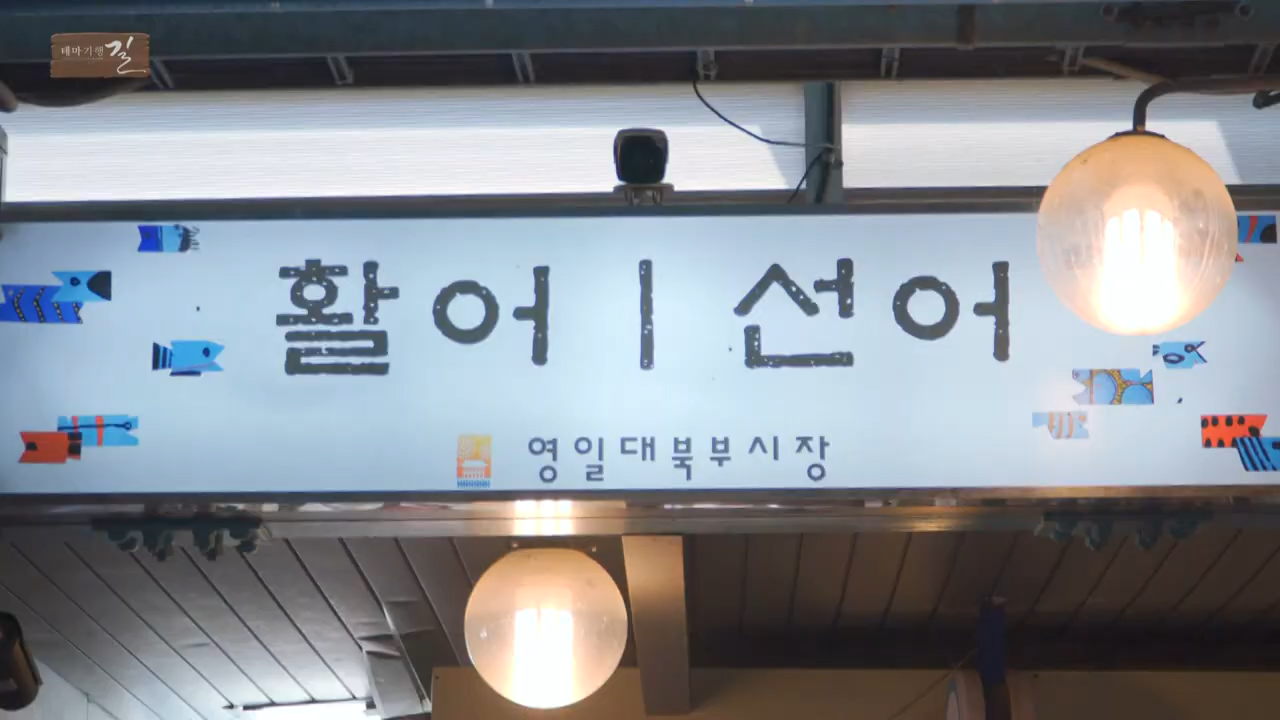 테마기행 길
활어 | 선어
영일대북부시장